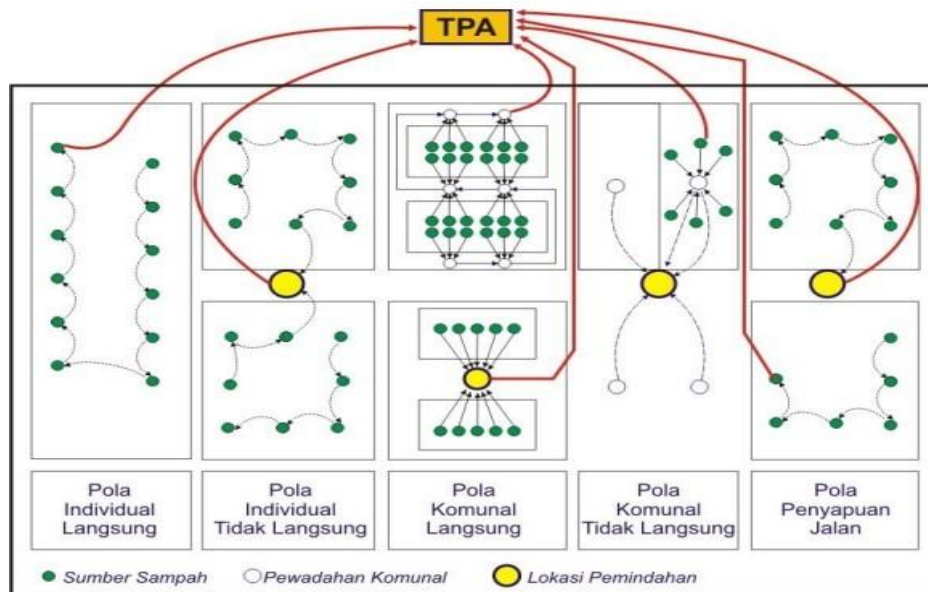 TPA
Pola
Individual
Langsung
Pola
Individual
Tidak Langsung
Pola
Komunal
Langsung
Pola
Komunal
Tidak Langsung
Pola
Penyapuan
Jalan
Sumber Sampah
Pewadahan Komunal
Lokasi Pemindahan